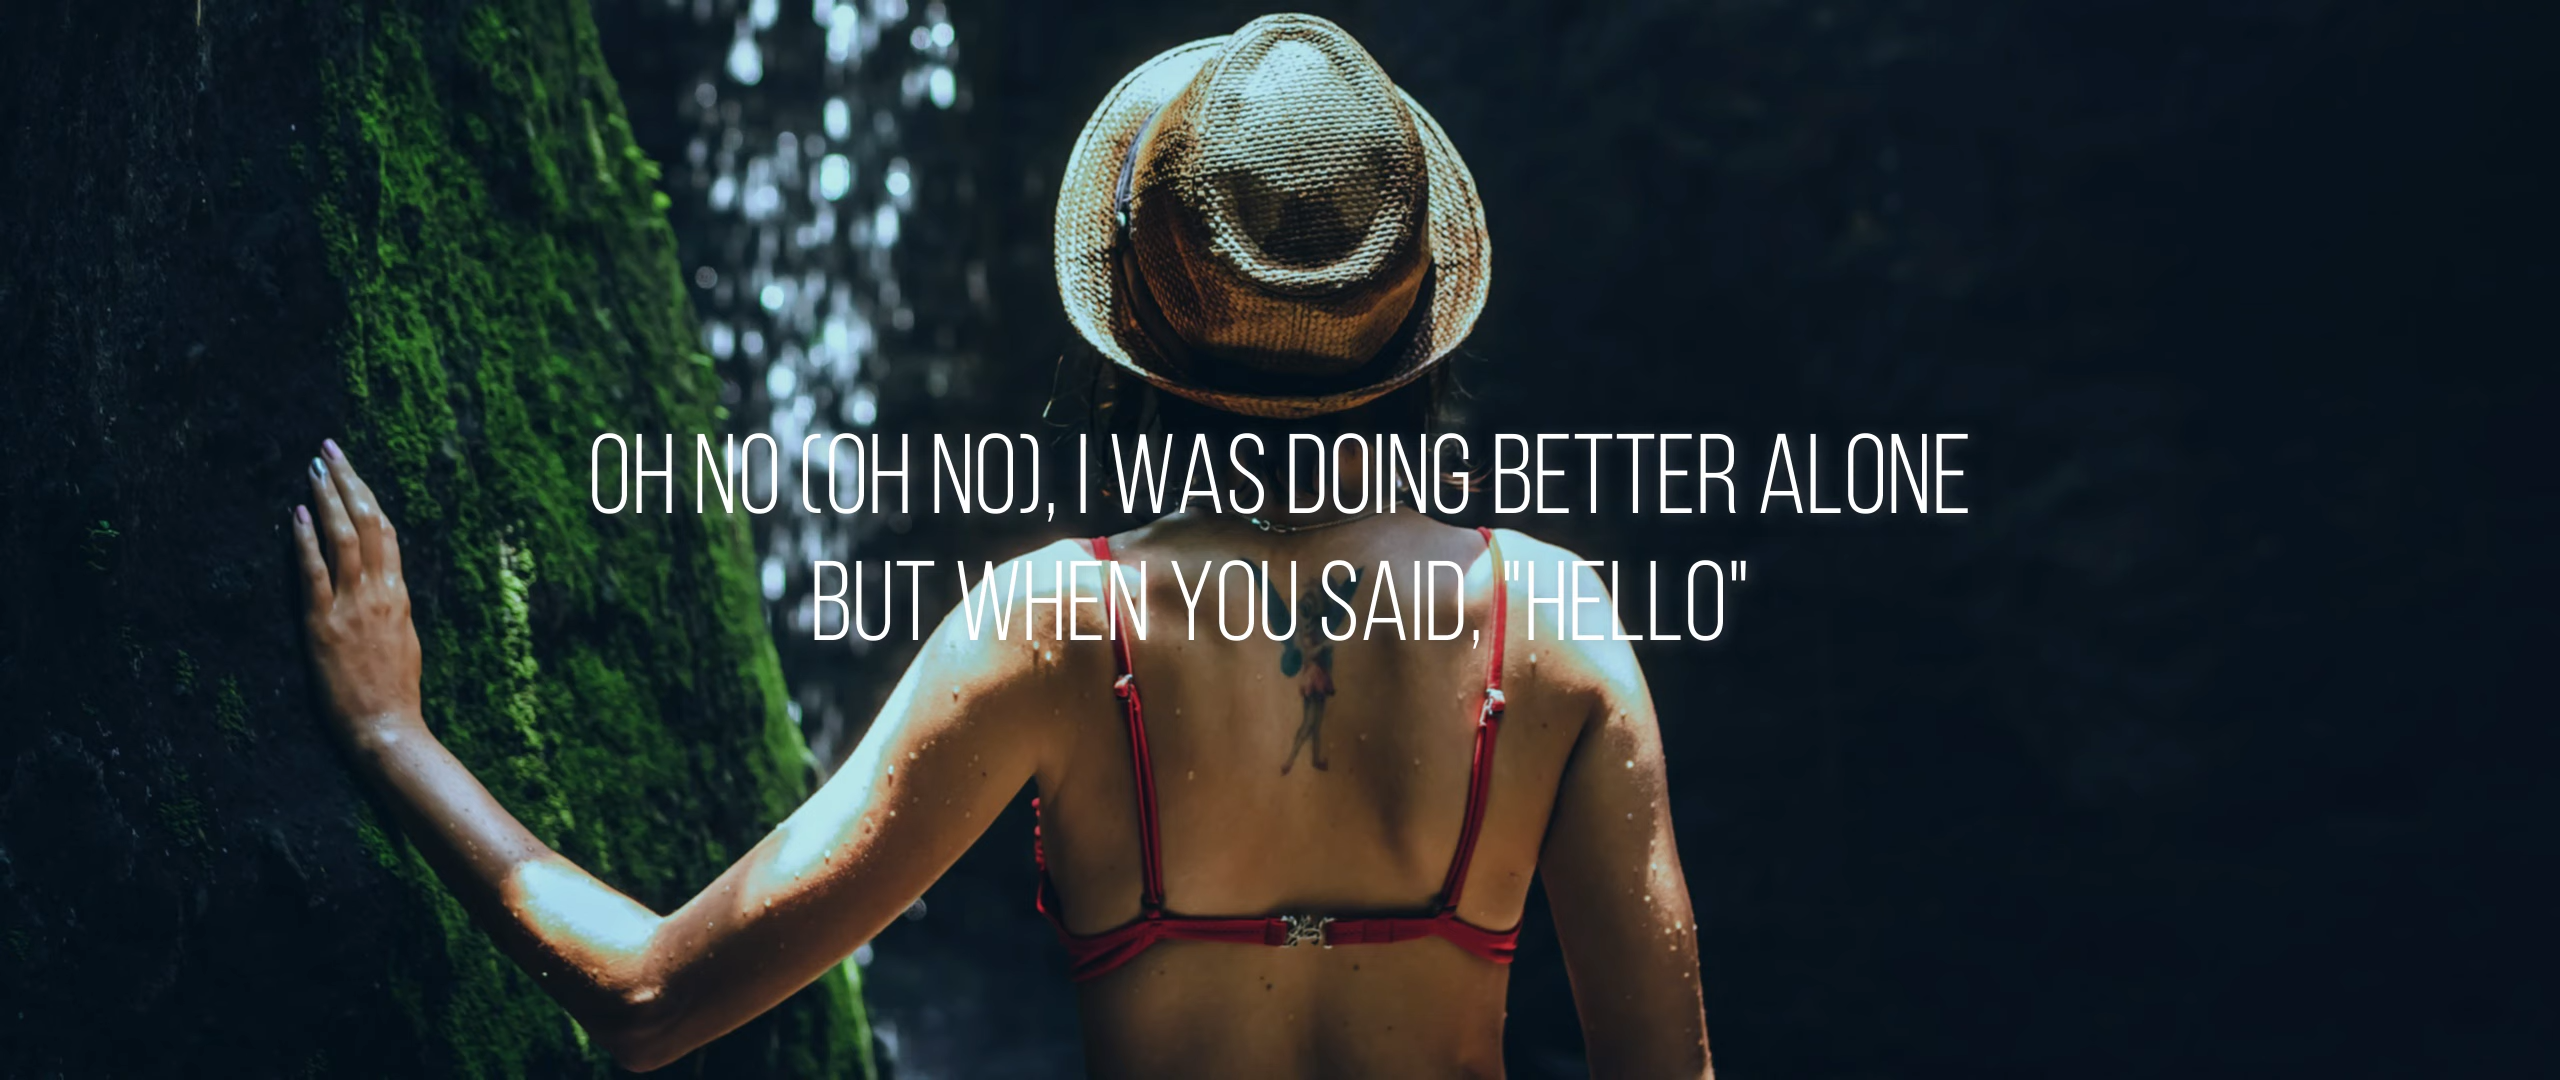 OH NO (OH NO), I WAS DOING BETTER ALONE
BUT WHEN YOU SAID, "HELLO"